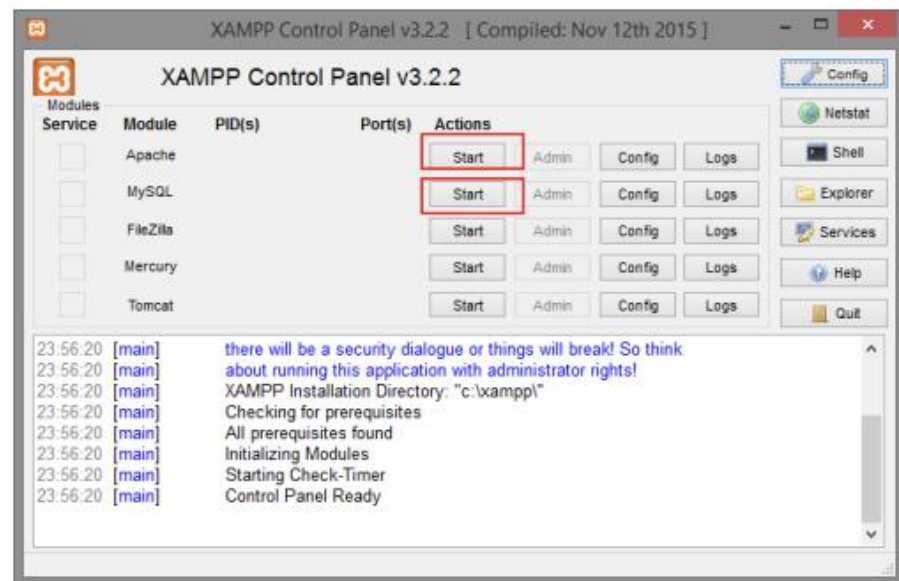 XAMPP Control Panel v3.2.2 [ Compiled: Nov 12th 2015 ]
XAMPP Control Panel v3.2.2
Config
Modules
Service Module PID(s) Port(s) Actions
Netstat
Apache Start Admin Config Logs
Shell
MySQL Start Admin Config Logs
Explorer
FileZilla Start Admin Config Logs
Services
Mercury Start Admin Config Logs
Help
Tomcat Start Admin Config Logs
Quit
23:56:20 [main] there will be a security dialogue or things will break! So think
23:56:20 [main] about running this application with administrator rights!
23:56:20 [main] XAMPP Installation Directory: "c:\xampp\"
23:56:20 [main] Checking for prerequisites
23:56:20 [main] All prerequisites found
23:56:20 [main] Initializing Modules
23:56:20 [main] Starting Check-Timer
23:56:20 [main] Control Panel Ready